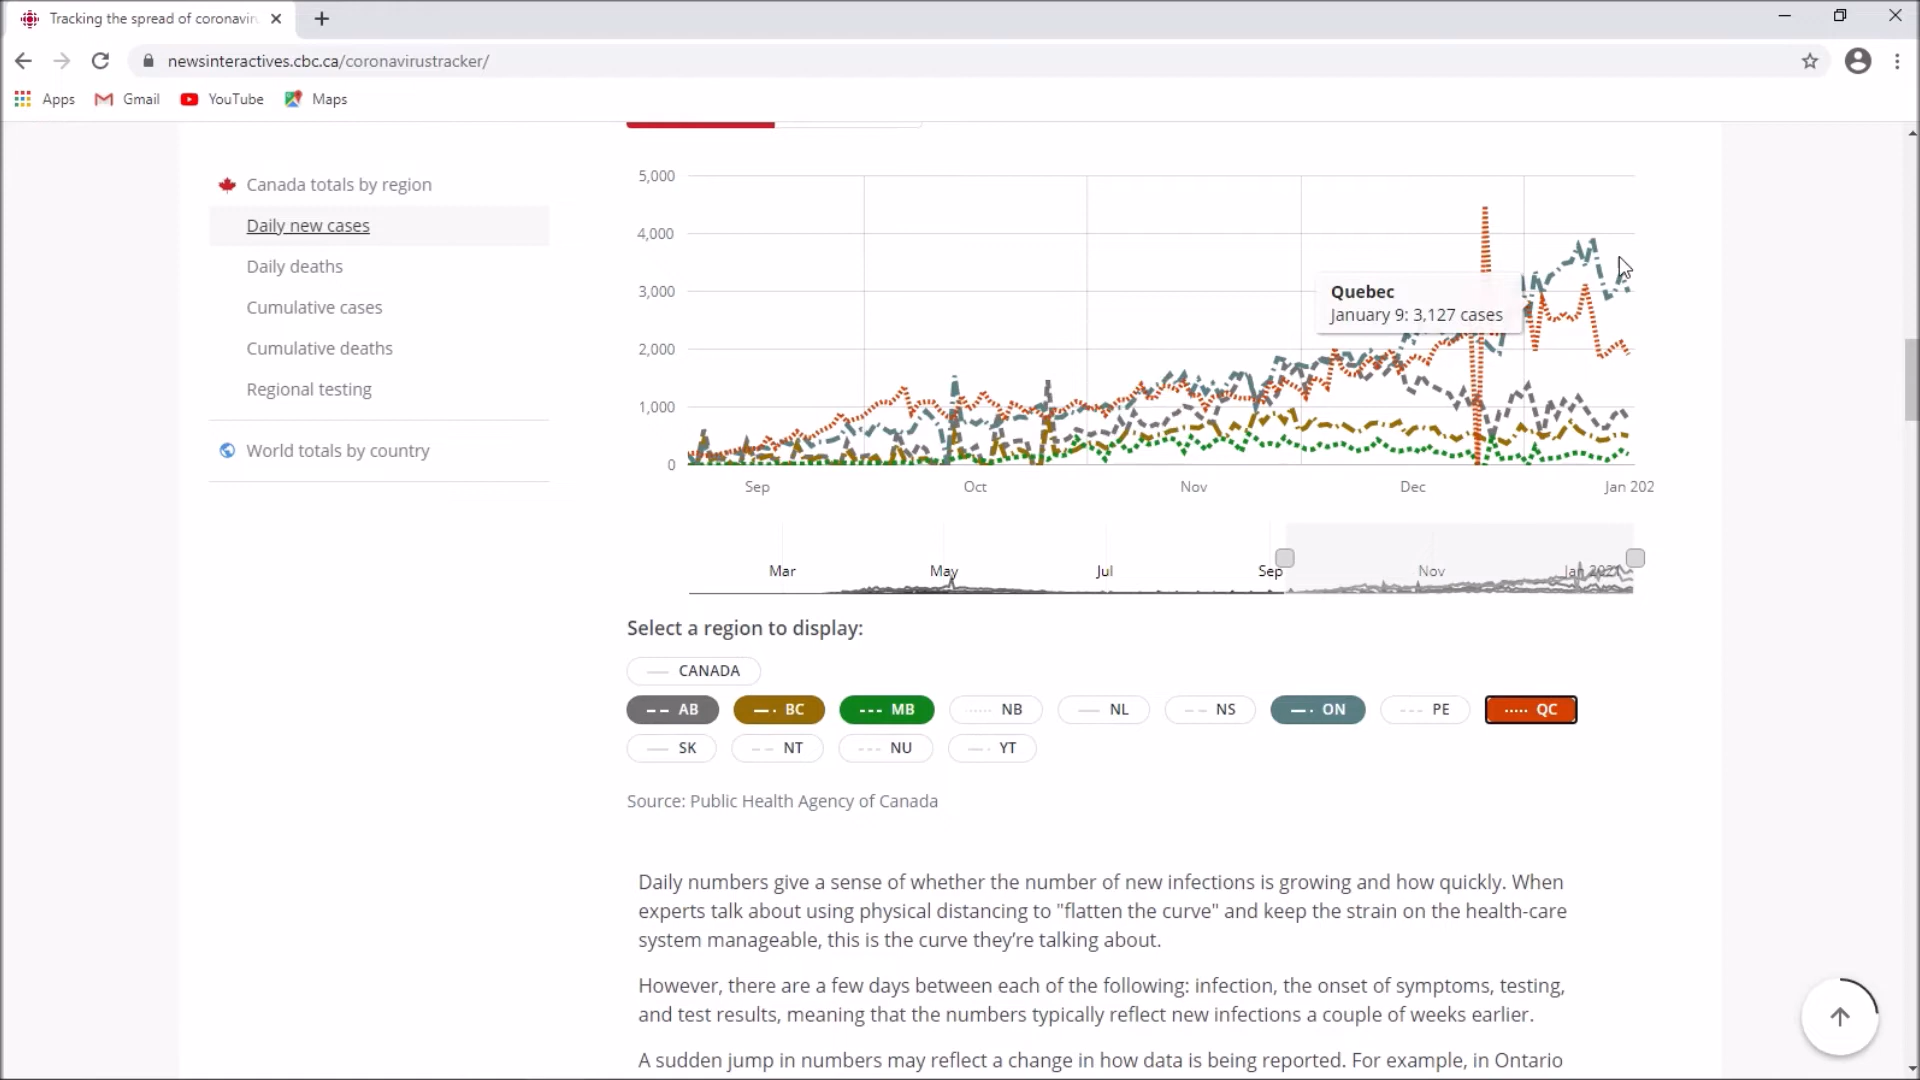 Tracking the spread of coronavir
newsinteractives.cbc.ca/coronavirustracker/
Apps Gmail YouTube Maps
Canada totals by region
Daily new cases
Daily deaths
Cumulative cases
Cumulative deaths
Regional testing
World totals by country
5,000
4,000
3,000
2,000
1,000
0
Quebec
January 9: 3,127 cases
Sep Oct Nov Dec Jan 202
Mar May Jul Sep Nov Jan 2021
Select a region to display:
CANADA
AB BC MB NB NL NS ON PE QC
SK NT NU YT
Source: Public Health Agency of Canada
Daily numbers give a sense of whether the number of new infections is growing and how quickly. When
experts talk about using physical distancing to "flatten the curve" and keep the strain on the health-care
system manageable, this is the curve they’re talking about.
However, there are a few days between each of the following: infection, the onset of symptoms, testing,
and test results, meaning that the numbers typically reflect new infections a couple of weeks earlier.
A sudden jump in numbers may reflect a change in how data is being reported. For example, in Ontario